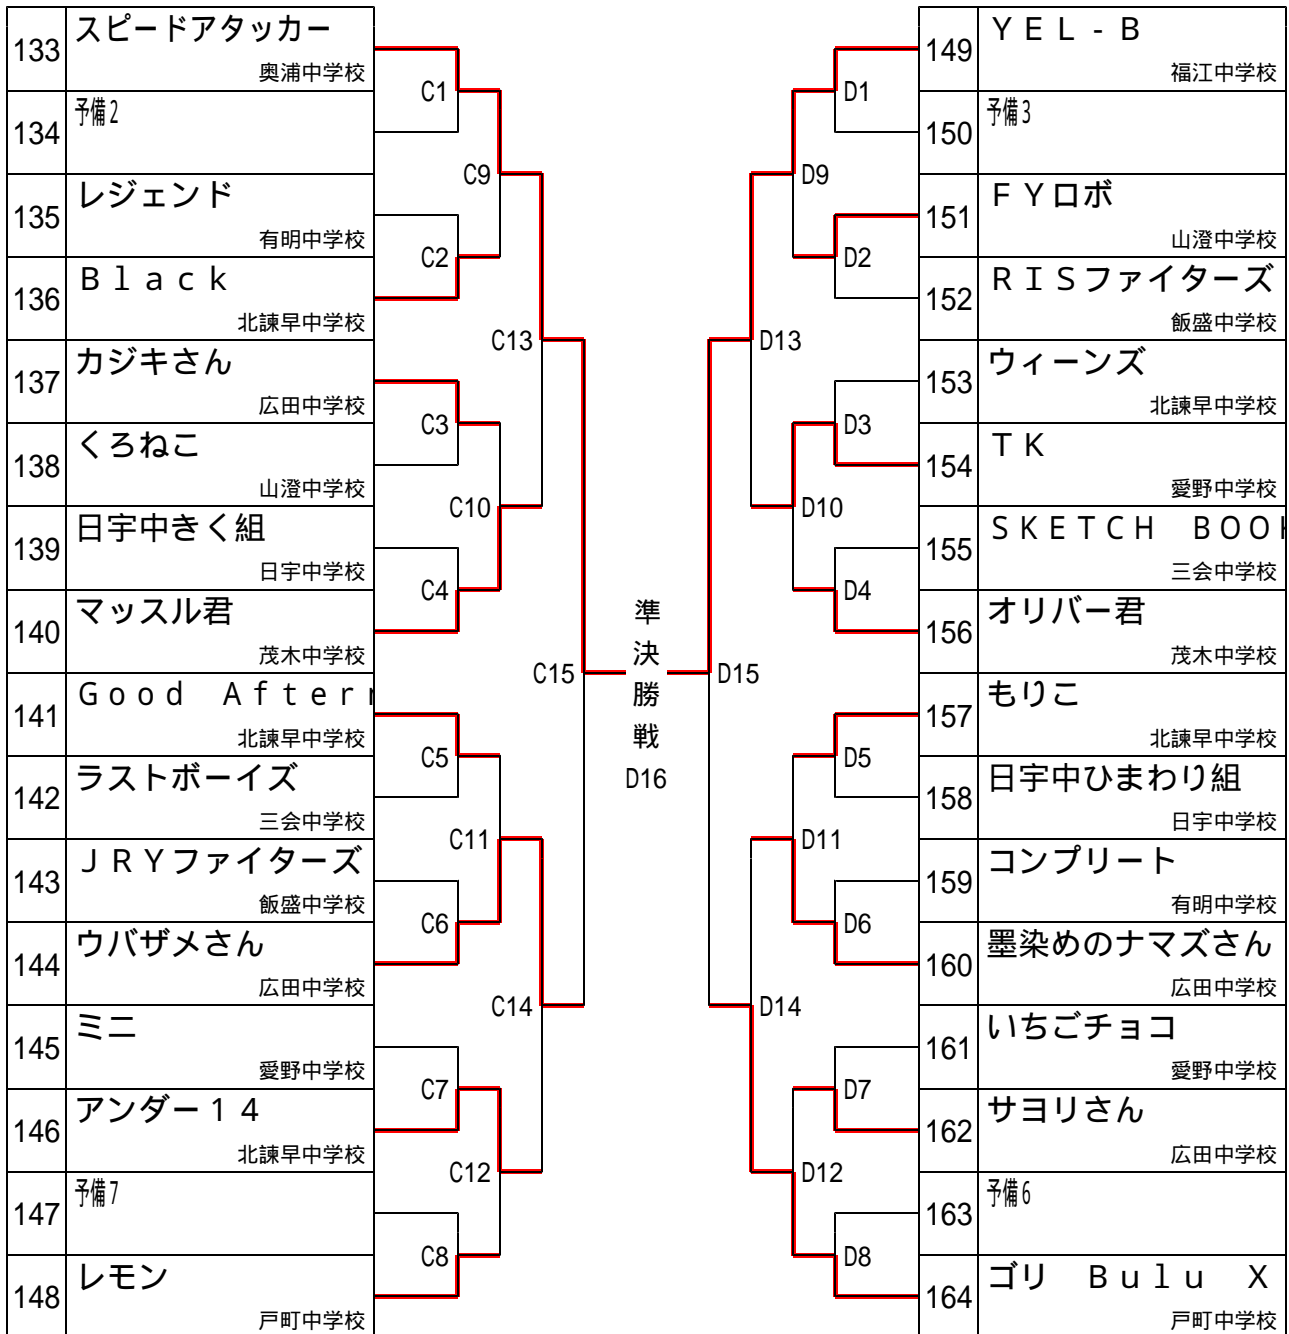 133
スピードアタッカー
奥浦中学校
134
予備2
135
レジェンド
有明中学校
136
Ｂｌａｃｋ
北諫早中学校
137
カジキさん
広田中学校
138
くろねこ
山澄中学校
139
日宇中きく組
日宇中学校
140
マッスル君
茂木中学校
141
Ｇｏｏｄ　Ａｆｔｅｒ
北諫早中学校
142
ラストボーイズ
三会中学校
143
ＪＲＹファイターズ
飯盛中学校
144
ウバザメさん
広田中学校
145
ミニ
愛野中学校
146
アンダー１４
北諫早中学校
147
予備7
148
レモン
戸町中学校
C1
C2
C3
C4
C5
C6
C7
C8
C9
C10
C11
C12
C13
C14
C15
準
決
勝
戦
D16
D15
D13
D14
D9
D10
D11
D12
D1
D2
D3
D4
D5
D6
D7
D8
149
ＹＥＬ-Ｂ
福江中学校
150
予備3
151
ＦＹロボ
山澄中学校
152
ＲＩＳファイターズ
飯盛中学校
153
ウィーンズ
北諫早中学校
154
ＴＫ
愛野中学校
155
ＳＫＥＴＣＨ　ＢＯＯＫ
三会中学校
156
オリバー君
茂木中学校
157
もりこ
北諫早中学校
158
日宇中ひまわり組
日宇中学校
159
コンプリート
有明中学校
160
墨染めのナマズさん
広田中学校
161
いちごチョコ
愛野中学校
162
サヨリさん
広田中学校
163
予備6
164
ゴリ　Ｂｕｌｕ　Ｘ
戸町中学校